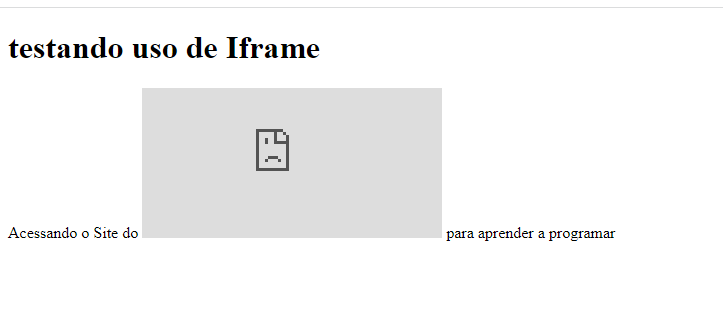 testando uso de Iframe
Acessando o Site do para aprender a programar